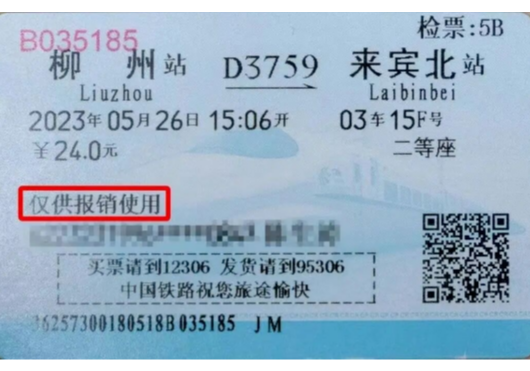 检票:5B
B035185
柳 州站 D3759 来宾北站
Liuzhou Laibinbei
2023年05月26日15:06开 03车15F号
￥24.0元 二等座
仅供报销使用
买票请到12306 发货请到95306
中国铁路祝您旅途愉快
36257300180518B035185 JM